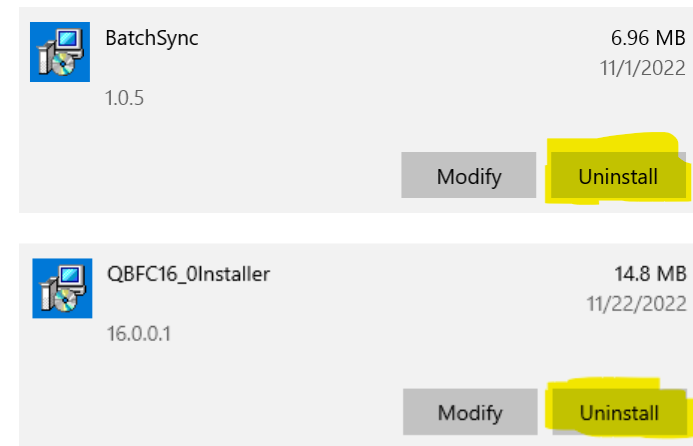 BatchSync 6.96 MB
11/1/2022
1.0.5
Modify Uninstall
QBFC16_0Installer 14.8 MB
11/22/2022
16.0.0.1
Modify Uninstall